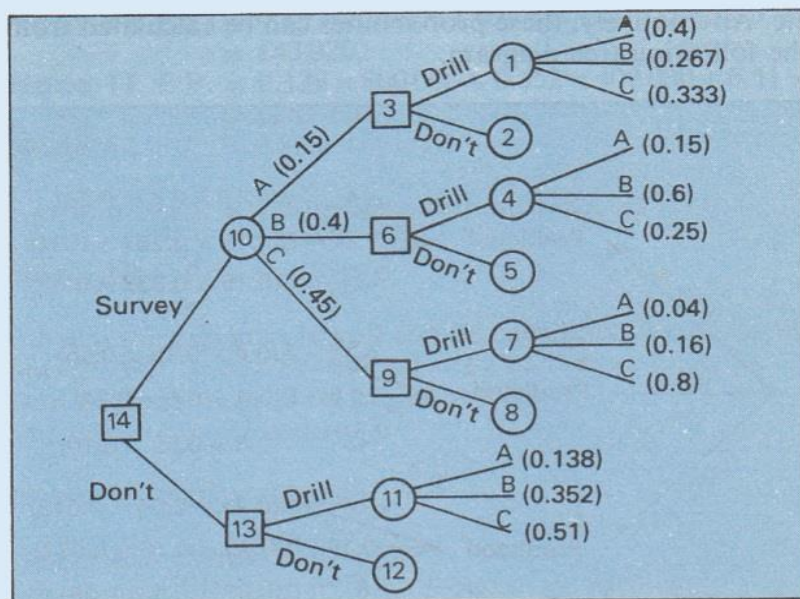 A (0.4)
Drill 1 B (0.267)
C (0.333)
3
Don't 2
A (0.15)
A (0.15)
Drill 4 B (0.6)
C (0.25)
10 B (0.4) 6
Don't 5
C (0.45)
Survey
A (0.04)
Drill 7 B (0.16)
C (0.8)
9
Don't 8
14
A (0.138)
Don't Drill 11 B (0.352)
C (0.51)
13
Don't 12